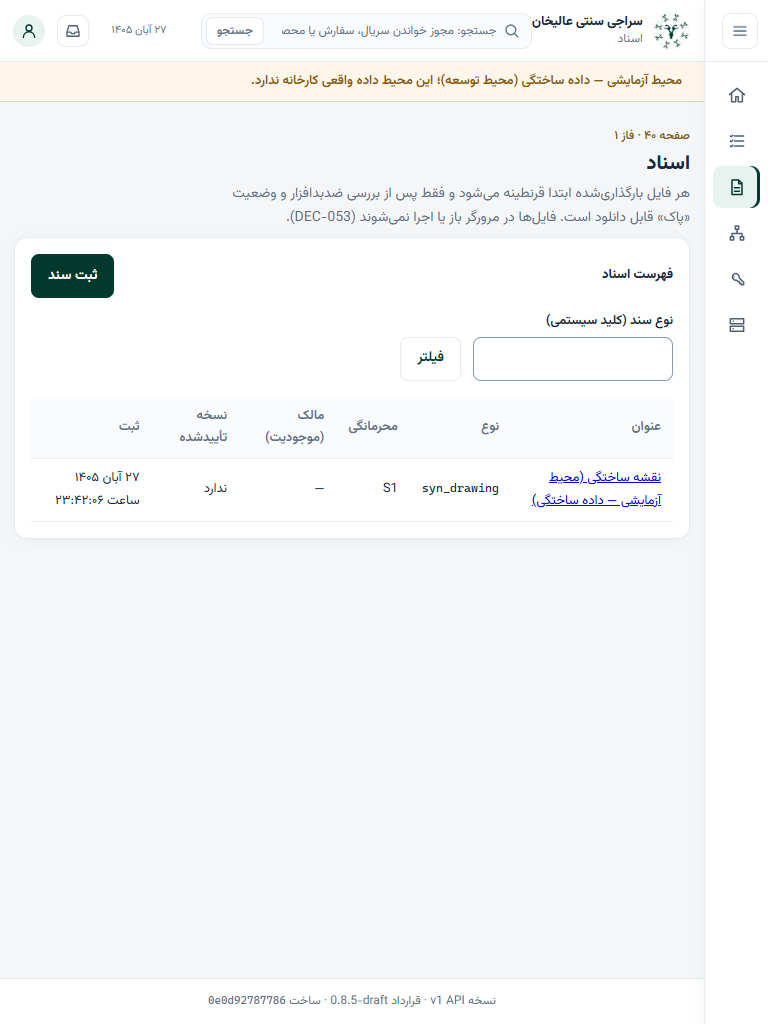 سراجی سنتی عالیخان
اسناد
جستجو: مجوز خواندن سریال، سفارش یا محصـ
جستجو
۲۷ آبان ۱۴۰۵
محیط آزمایشی — داده ساختگی (محیط توسعه)؛ این محیط داده واقعی کارخانه ندارد.
صفحه ۴۰ · فاز ۱
اسناد
هر فایل بارگذاری‌شده ابتدا قرنطینه می‌شود و فقط پس از بررسی ضدبدافزار و وضعیت
«پاک» قابل دانلود است. فایل‌ها در مرورگر باز یا اجرا نمی‌شوند (DEC-053).
فهرست اسناد
ثبت سند
نوع سند (کلید سیستمی)
فیلتر
عنوان
نوع
محرمانگی
مالک
(موجودیت)
نسخه
تأییدشده
ثبت
نقشه ساختگی (محیط
آزمایشی — داده ساختگی)
syn_drawing
S1
—
ندارد
۲۷ آبان ۱۴۰۵
ساعت ۲۳:۴۲:۰۶
نسخه v1 API · قرارداد 0.8.5-draft · ساخت 0e0d92787786